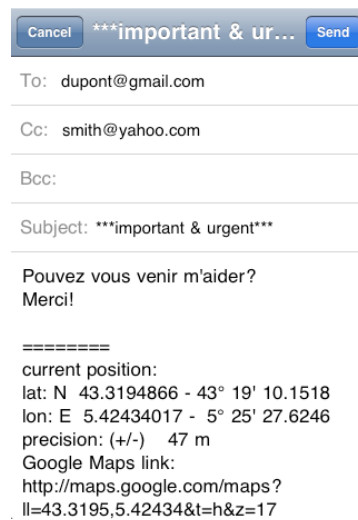 Cancel ***important & ur... Send
To: dupont@gmail.com
Cc: smith@yahoo.com
Bcc:
Subject: ***important & urgent***
Pouvez vous venir m'aider?
Merci!
========
current position:
lat: N 43.3194866 - 43° 19' 10.1518
lon: E 5.42434017 - 5° 25' 27.6246
precision: (+/-) 47 m
Google Maps link:
http://maps.google.com/maps?
ll=43.3195,5.42434&t=h&z=17